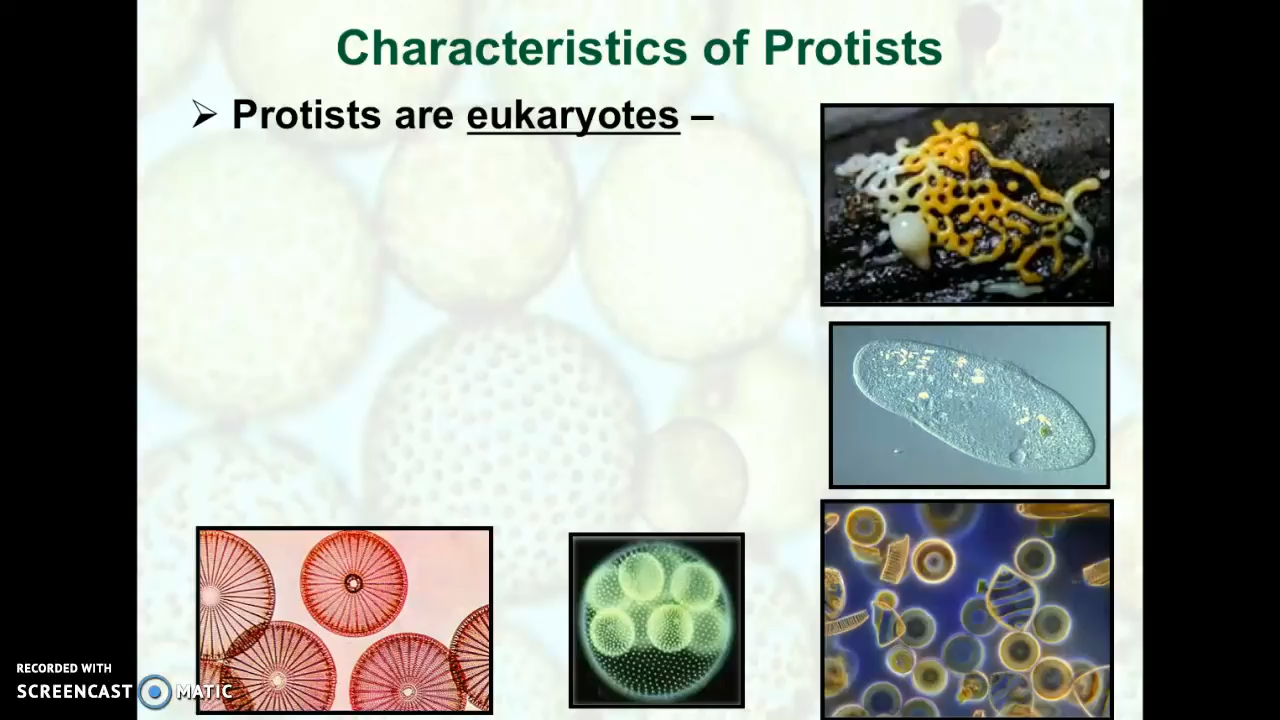 Characteristics of Protists
➢ Protists are eukaryotes –
RECORDED WITH
SCREENCAST MATIC